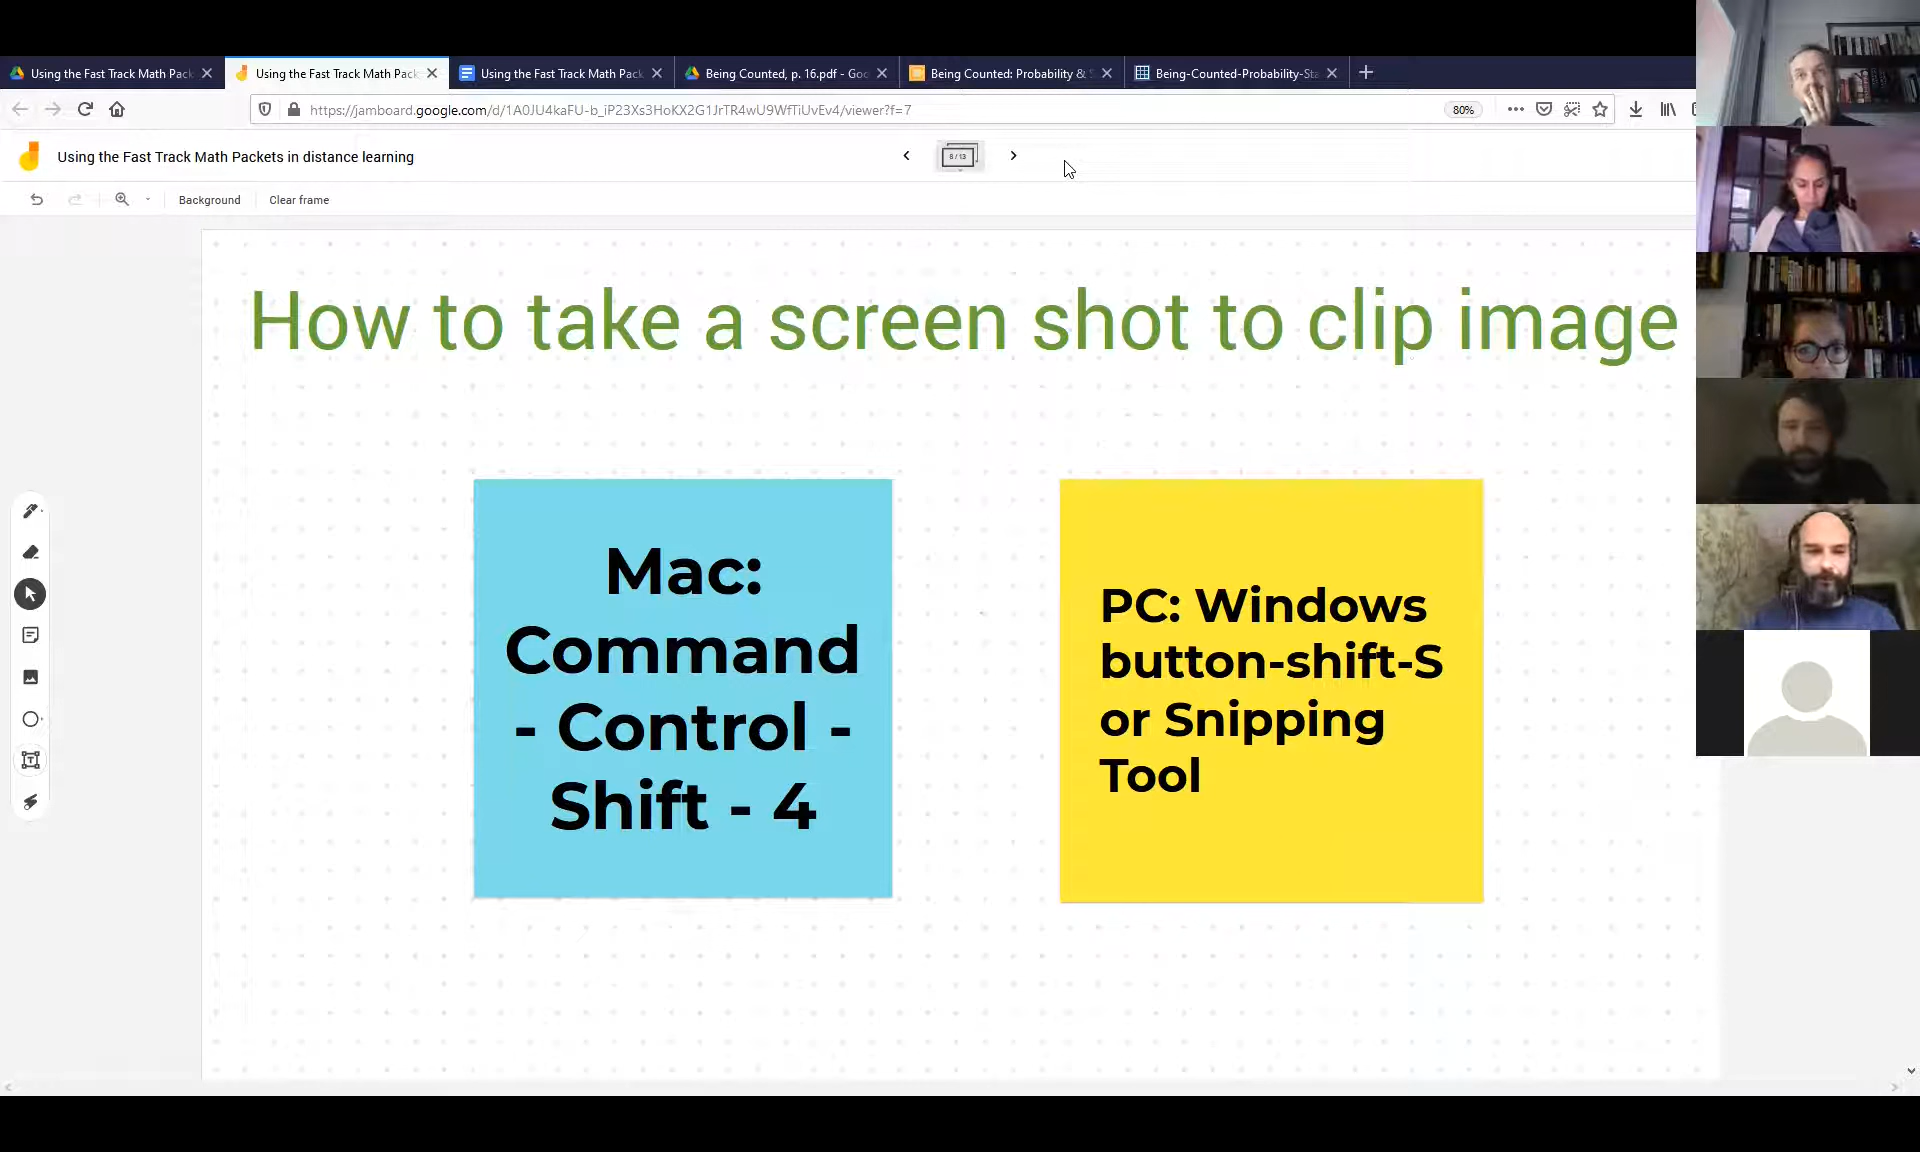 Using the Fast Track Math Pack
Using the Fast Track Math Pack
Using the Fast Track Math Pack
Being Counted, p. 16.pdf - Goo
Being Counted: Probability &
Being-Counted-Probability-Sta
https://jamboard.google.com/d/1A0JU4kaFU-b_iP23Xs3HoKX2G1JrTR4wU9WfTiUvEv4/viewer?f=7
80%
Using the Fast Track Math Packets in distance learning
8 / 13
Background
Clear frame
How to take a screen shot to clip image
Mac:
Command
- Control -
Shift - 4
PC: Windows
button-shift-S
or Snipping
Tool